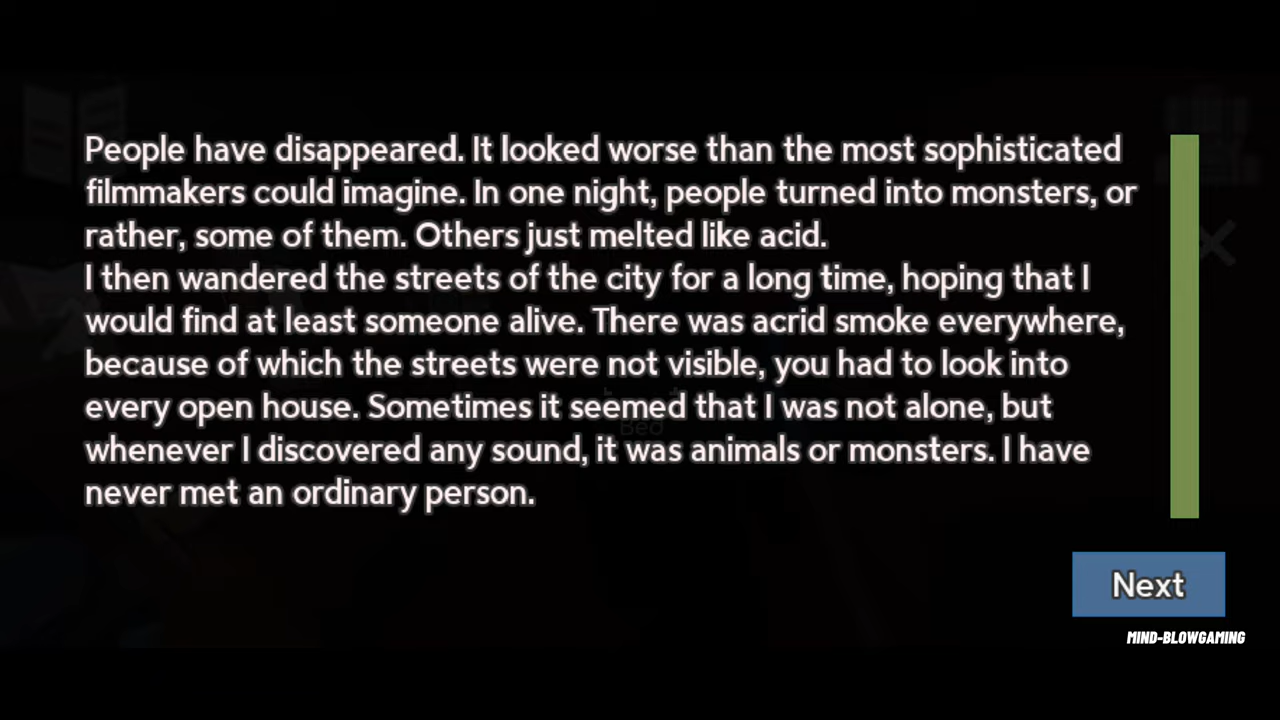 People have disappeared. It looked worse than the most sophisticated
filmmakers could imagine. In one night, people turned into monsters, or
rather, some of them. Others just melted like acid.
I then wandered the streets of the city for a long time, hoping that I
would find at least someone alive. There was acrid smoke everywhere,
because of which the streets were not visible, you had to look into
every open house. Sometimes it seemed that I was not alone, but
Bed
whenever I discovered any sound, it was animals or monsters. I have
never met an ordinary person.
Next
MIND-BLOWGAMING